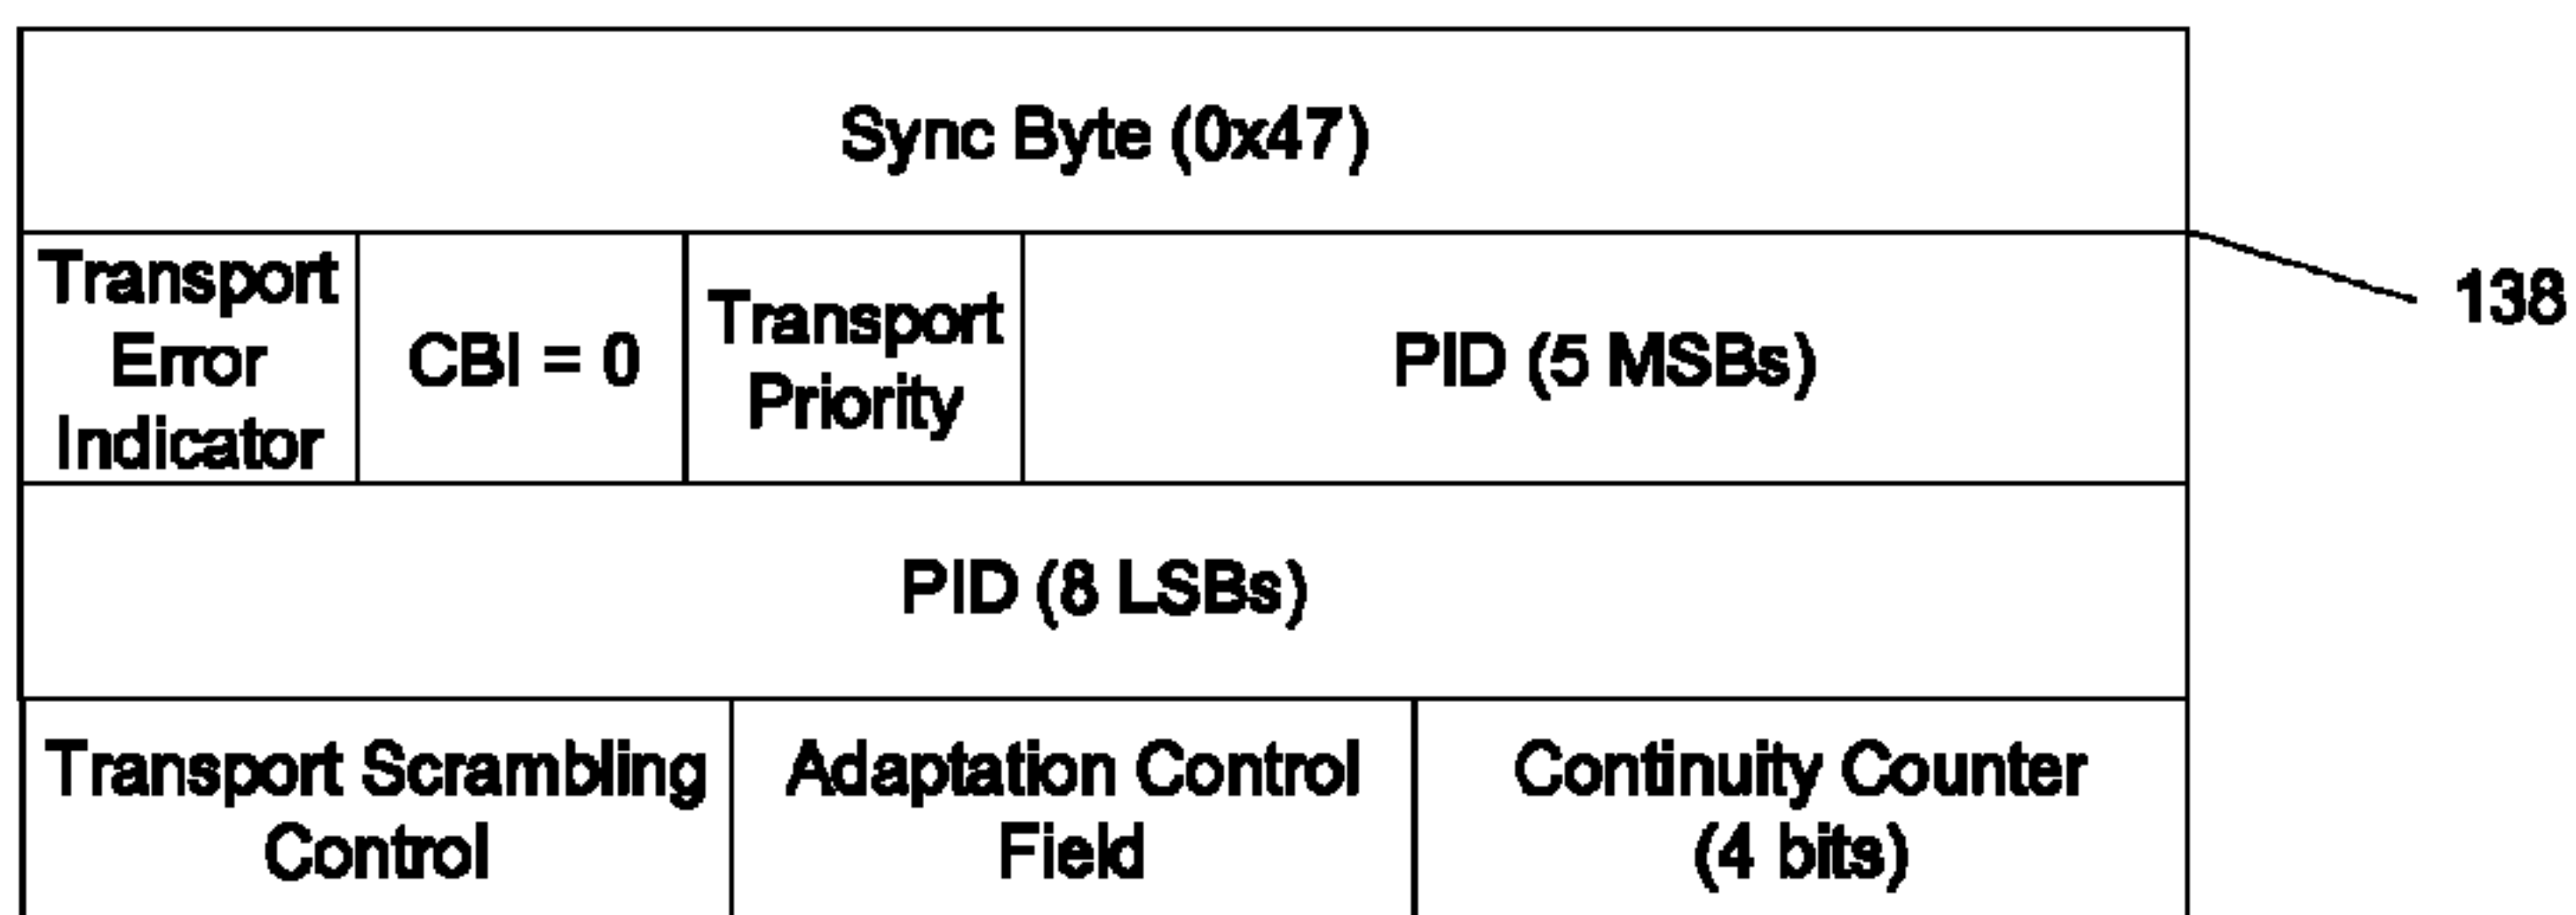 Sync Byte (0x47)
Transport
Error
Indicator
CBI = 0
Transport
Priority
PID (5 MSBs)
138
PID (8 LSBs)
Transport Scrambling
Control
Adaptation Control
Field
Continuity Counter
(4 bits)